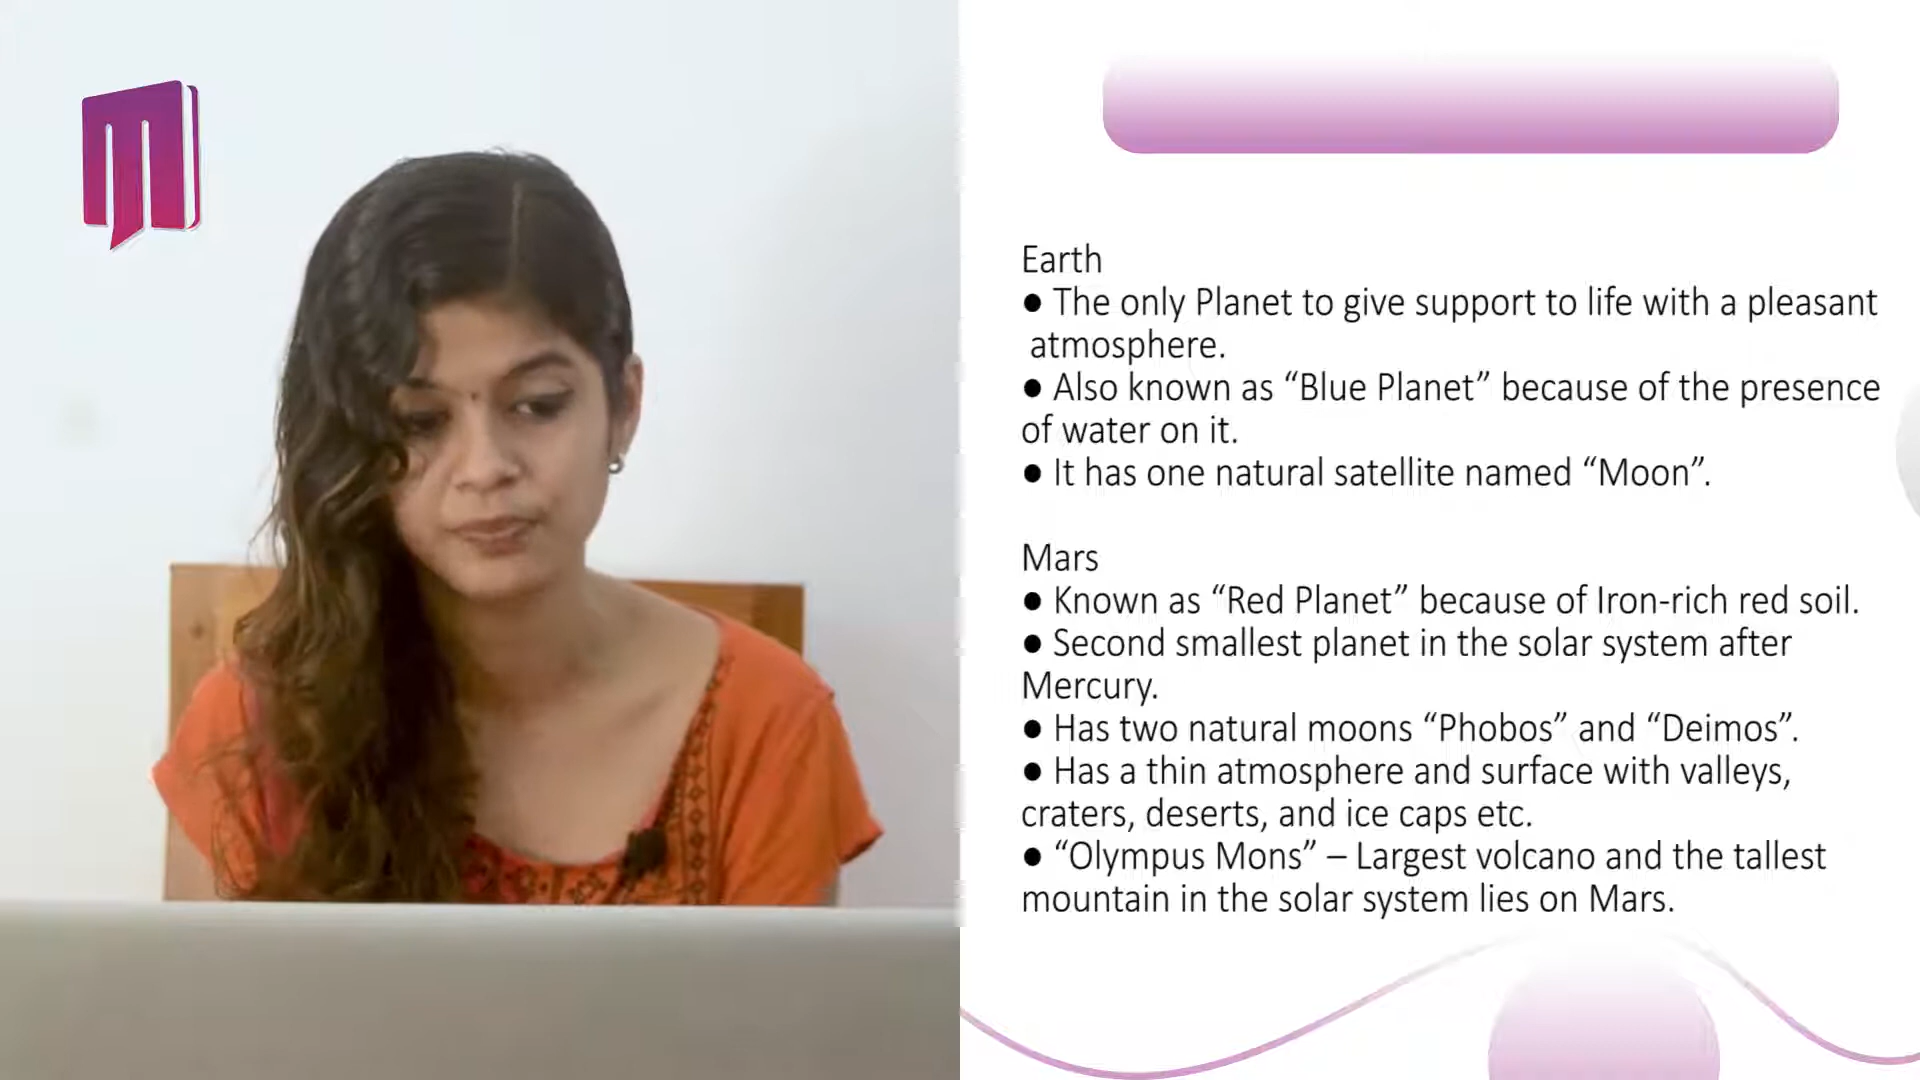 Earth
● The only Planet to give support to life with a pleasant
atmosphere.
● Also known as “Blue Planet” because of the presence
of water on it.
● It has one natural satellite named “Moon”.
Mars
● Known as “Red Planet” because of Iron-rich red soil.
● Second smallest planet in the solar system after
Mercury.
● Has two natural moons “Phobos” and “Deimos”.
● Has a thin atmosphere and surface with valleys,
craters, deserts, and ice caps etc.
● “Olympus Mons” – Largest volcano and the tallest
mountain in the solar system lies on Mars.